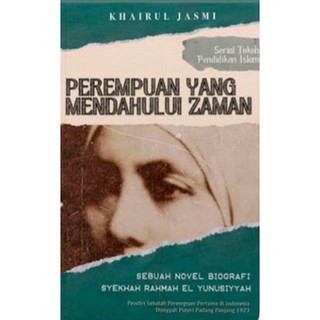 KHAIRUL JASMI
Serial Tokoh
Pendidikan Islam
PEREMPUAN YANG
MENDAHULUI ZAMAN
SEBUAH NOVEL BIOGRAFI
SYEKHAH RAHMAH EL YUNUSIYYAH
Pendiri Sekolah Perempuan Pertama di Indonesia
Diniyyah Puteri Padang Panjang 1923